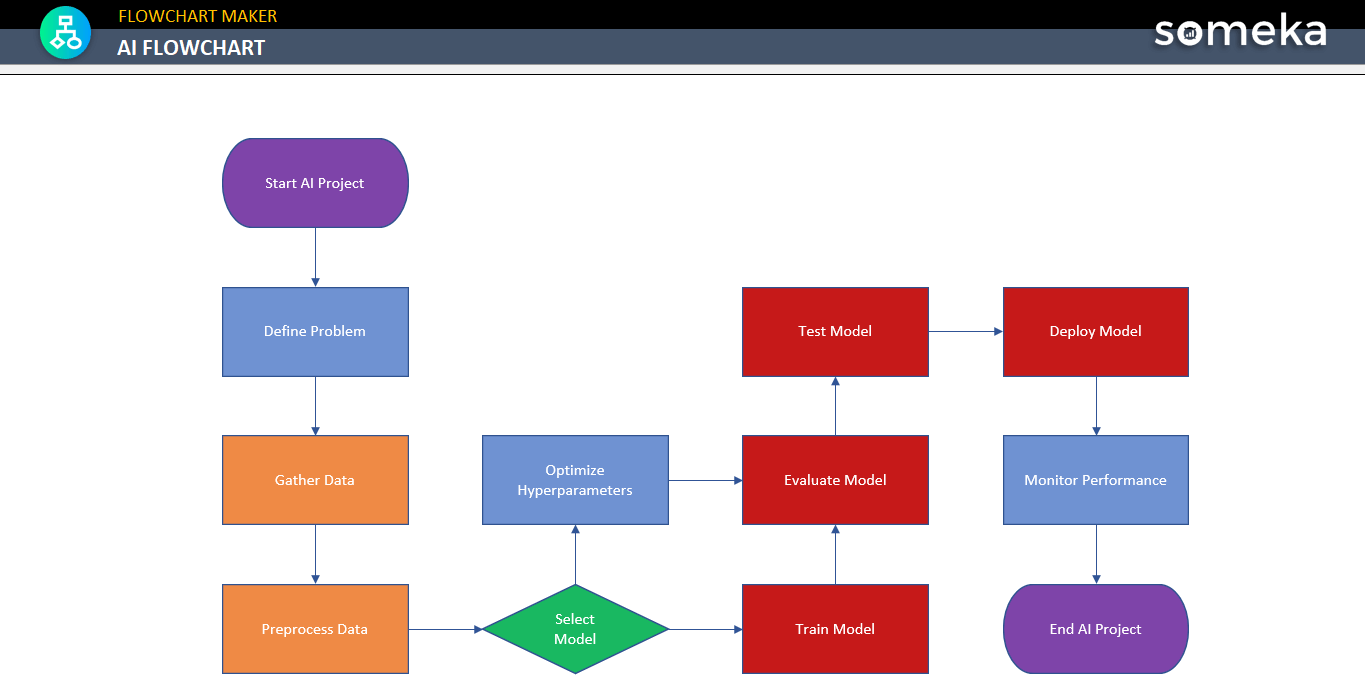 FLOWCHART MAKER
AI FLOWCHART
someka
Start AI Project
Define Problem
Gather Data
Preprocess Data
Select
Model
Optimize
Hyperparameters
Train Model
Evaluate Model
Test Model
Deploy Model
Monitor Performance
End AI Project